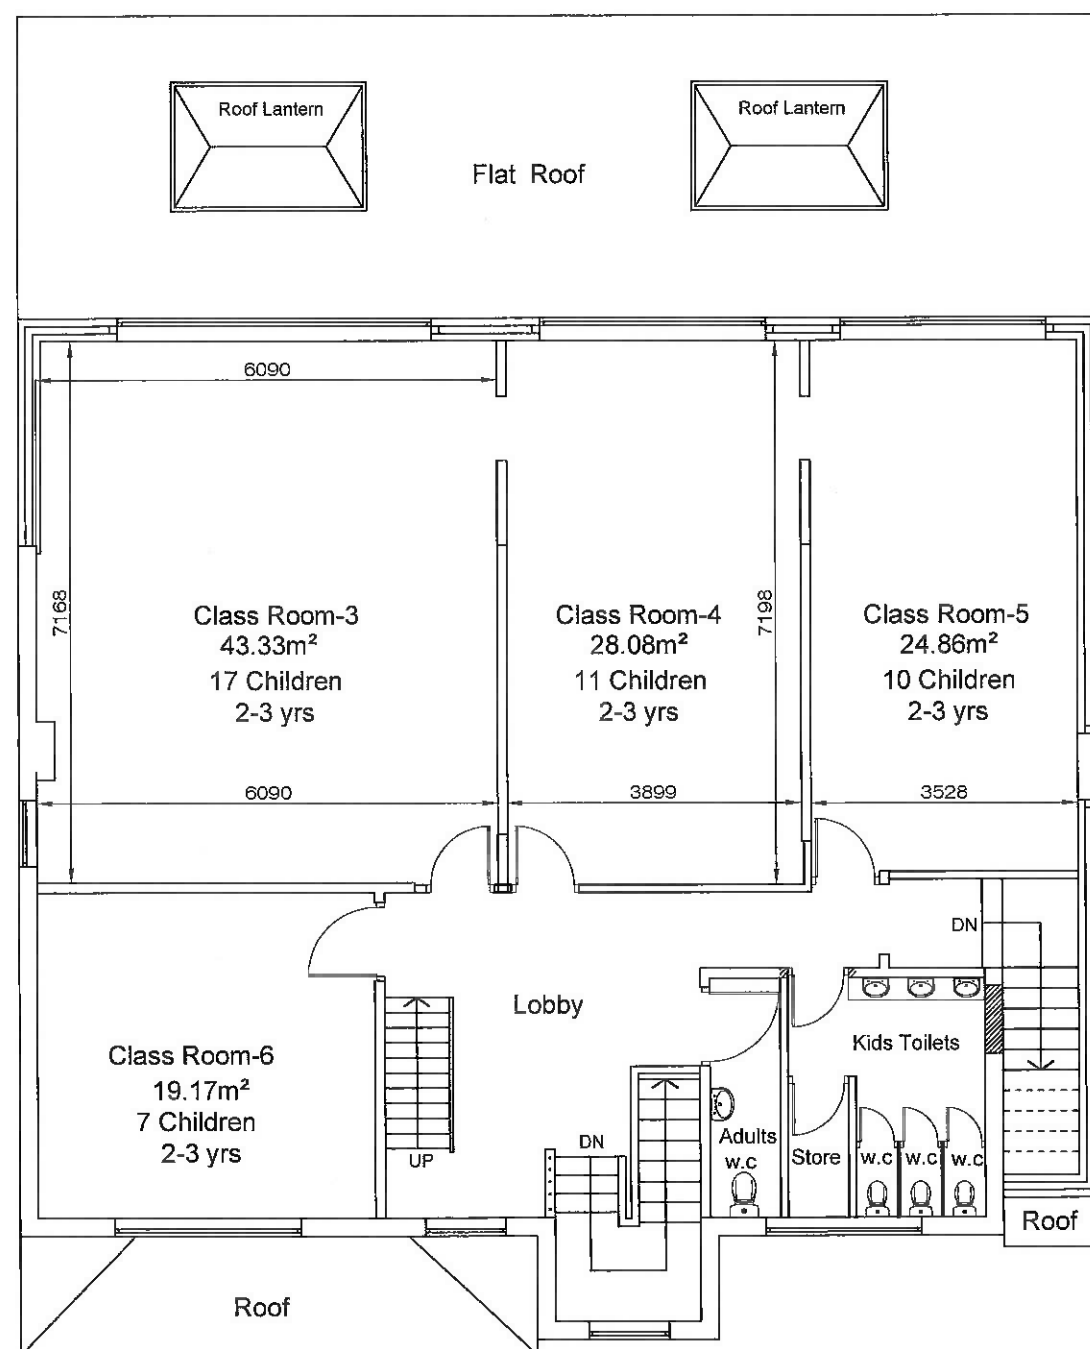 Roof Lantern
Roof Lantern
Flat Roof
6090
7168
Class Room-3
43.33m²
17 Children
2-3 yrs
6090
Class Room-4
28.08m²
11 Children
2-3 yrs
7198
3899
Class Room-5
24.86m²
10 Children
2-3 yrs
3528
DN
Lobby
Kids Toilets
Class Room-6
19.17m²
7 Children
2-3 yrs
UP
DN
Adults
w.c
Store
w.c
w.c
w.c
Roof
Roof